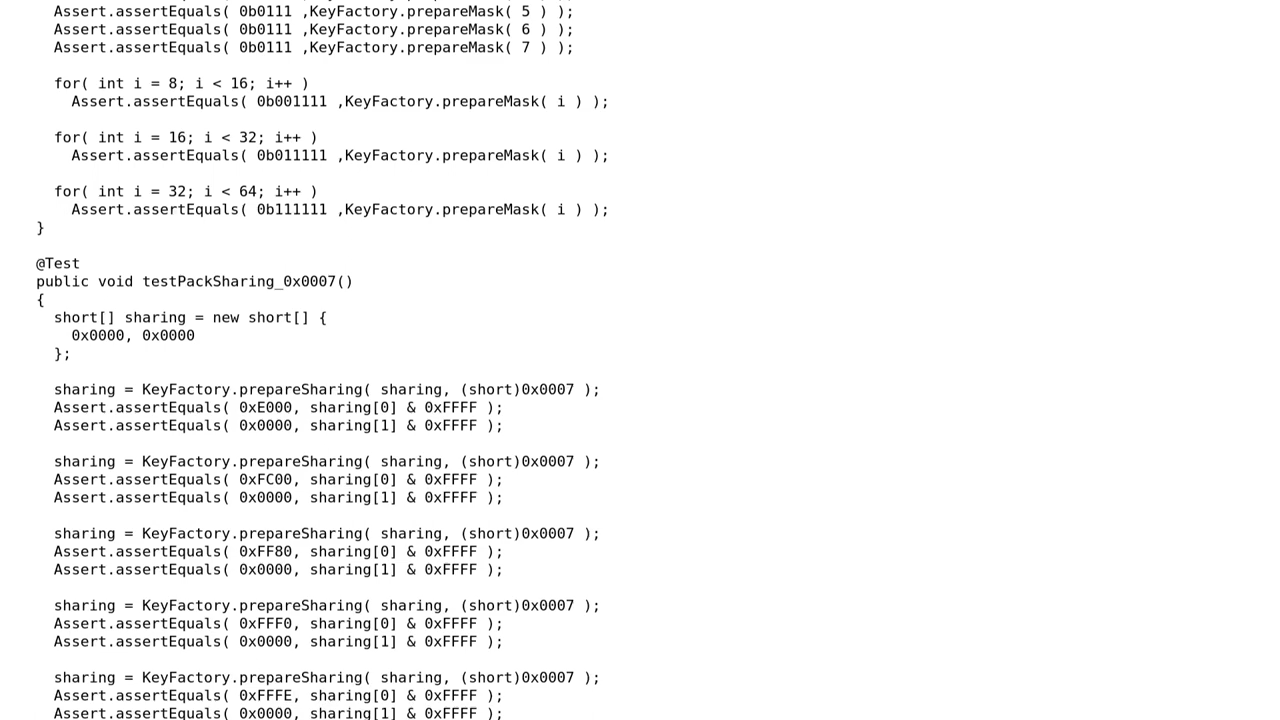 Assert.assertEquals( 0b0111 ,KeyFactory.prepareMask( 5 ) );
Assert.assertEquals( 0b0111 ,KeyFactory.prepareMask( 6 ) );
Assert.assertEquals( 0b0111 ,KeyFactory.prepareMask( 7 ) );
for( int i = 8; i < 16; i++ )
Assert.assertEquals( 0b001111 ,KeyFactory.prepareMask( i ) );
for( int i = 16; i < 32; i++ )
Assert.assertEquals( 0b011111 ,KeyFactory.prepareMask( i ) );
for( int i = 32; i < 64; i++ )
Assert.assertEquals( 0b111111 ,KeyFactory.prepareMask( i ) );
}
@Test
public void testPackSharing_0x0007()
{
short[] sharing = new short[] {
0x0000, 0x0000
};
sharing = KeyFactory.prepareSharing( sharing, (short)0x0007 );
Assert.assertEquals( 0xE000, sharing[0] & 0xFFFF );
Assert.assertEquals( 0x0000, sharing[1] & 0xFFFF );
sharing = KeyFactory.prepareSharing( sharing, (short)0x0007 );
Assert.assertEquals( 0xFC00, sharing[0] & 0xFFFF );
Assert.assertEquals( 0x0000, sharing[1] & 0xFFFF );
sharing = KeyFactory.prepareSharing( sharing, (short)0x0007 );
Assert.assertEquals( 0xFF80, sharing[0] & 0xFFFF );
Assert.assertEquals( 0x0000, sharing[1] & 0xFFFF );
sharing = KeyFactory.prepareSharing( sharing, (short)0x0007 );
Assert.assertEquals( 0xFFF0, sharing[0] & 0xFFFF );
Assert.assertEquals( 0x0000, sharing[1] & 0xFFFF );
sharing = KeyFactory.prepareSharing( sharing, (short)0x0007 );
Assert.assertEquals( 0xFFFE, sharing[0] & 0xFFFF );
Assert.assertEquals( 0x0000, sharing[1] & 0xFFFF );